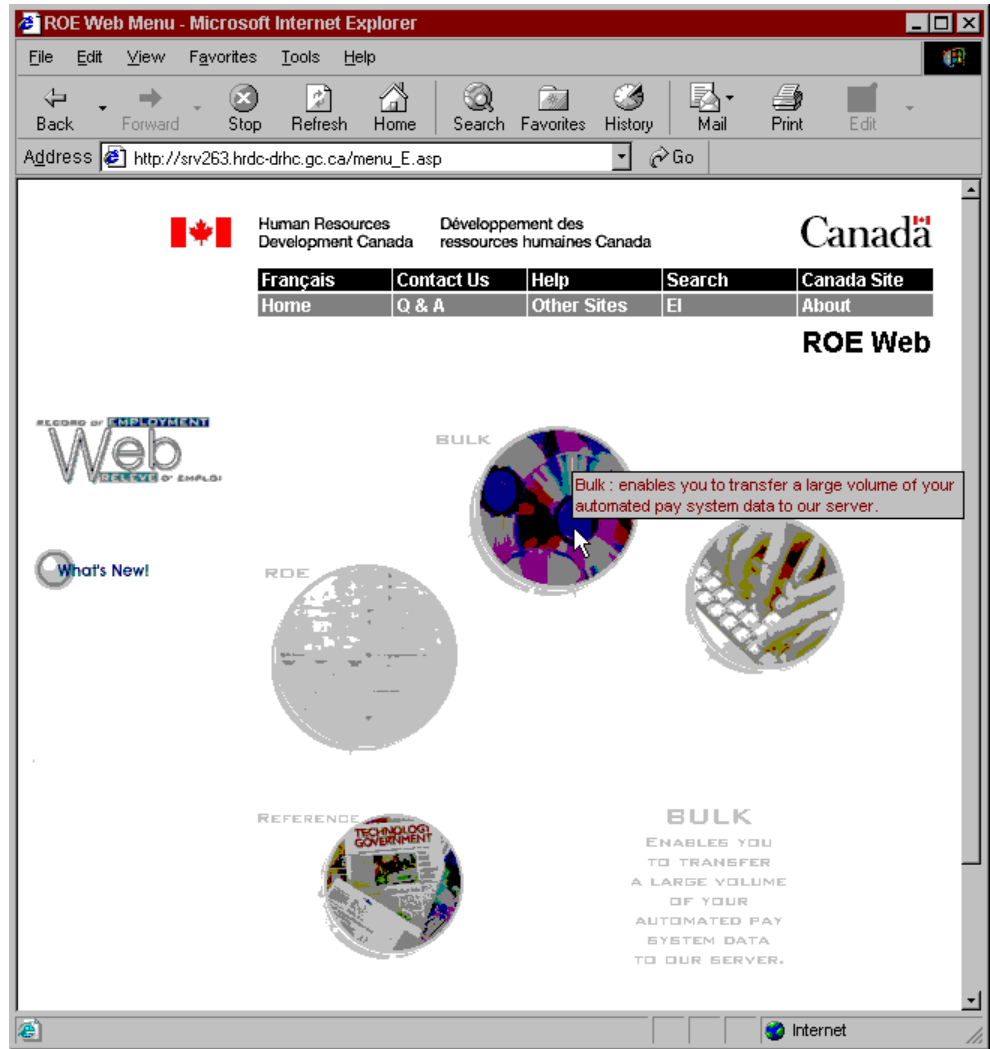 ROE Web Menu - Microsoft Internet Explorer
File Edit View Favorites Tools Help
Back Forward Stop Refresh Home Search Favorites History Mail Print Edit
Address http://srv263.hrdc-drhc.gc.ca/menu_E.asp Go
Human Resources Development Canada
Développement des ressources humaines Canada
Canada
Français Contact Us Help Search Canada Site
Home Q & A Other Sites EI About
ROE Web
RECORD OF EMPLOYMENT
Web
RELEVÉ D' EMPLOI
BULK
Bulk : enables you to transfer a large volume of your
automated pay system data to our server.
What's New!
ROE
REFERENCE
TECHNOLOGY
GOVERNMENT
BULK
ENABLES YOU
TO TRANSFER
A LARGE VOLUME
OF YOUR
AUTOMATED PAY
SYSTEM DATA
TO OUR SERVER.
Internet